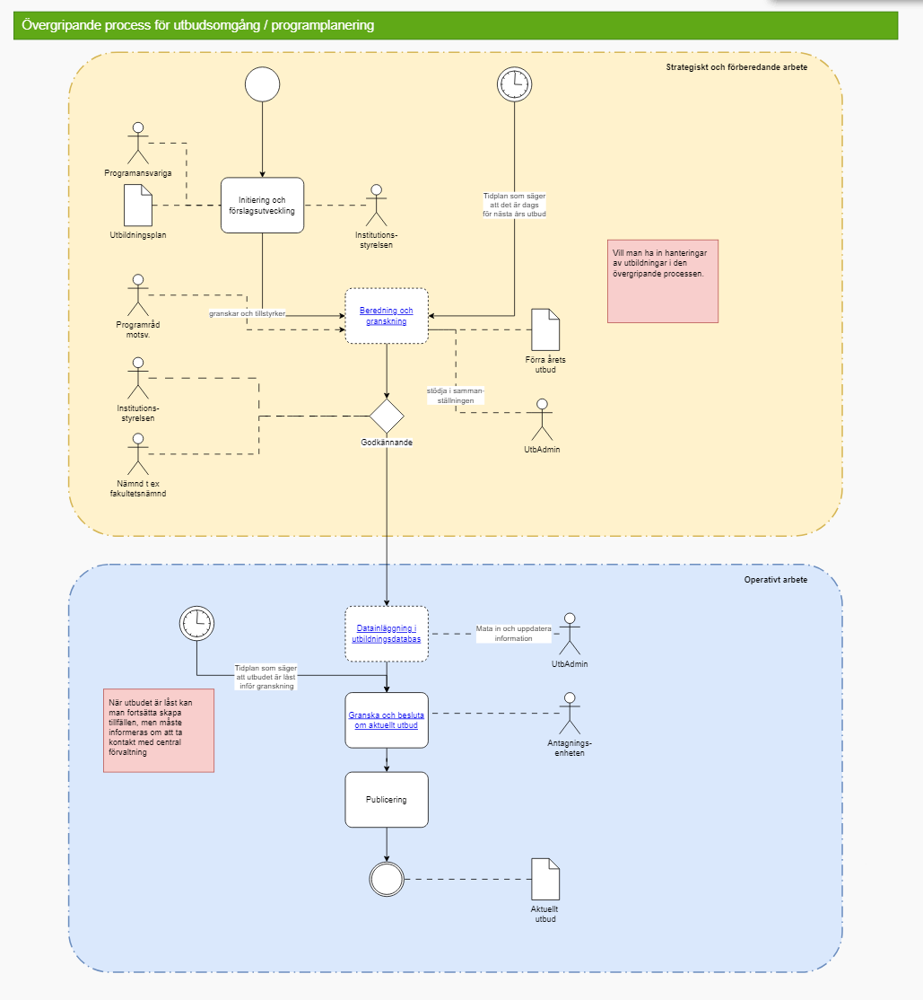 Övergripande process för utbudsomgång / programplanering
Strategiskt och förberedande arbete
Programansvariga
Initiering och
förslagsutveckling
Tidplan som säger
att det är dags
för nästa års utbud
Utbildningsplan
Institutions-
styrelsen
Vill man ha in hanteringar
av utbildningar i den
övergripande processen.
granskar och tillstyrker
Beredning och
granskning
Programråd
motsv.
Förra årets
utbud
stödja i samman-
ställningen
Institutions-
styrelsen
Godkännande
UtbAdmin
Nämnd t ex
fakultetsnämnd
Operativt arbete
Datainläggning i
utbildningsdatabas
Mata in och uppdatera
information
UtbAdmin
Tidplan som säger
att utbudet är låst
inför granskning
När utbudet är låst kan
man fortsätta skapa
tillfällen, men måste
informeras om att ta
kontakt med central
förvaltning
Granska och besluta
om aktuellt utbud
Antagnings-
enheten
Publicering
Aktuellt
utbud